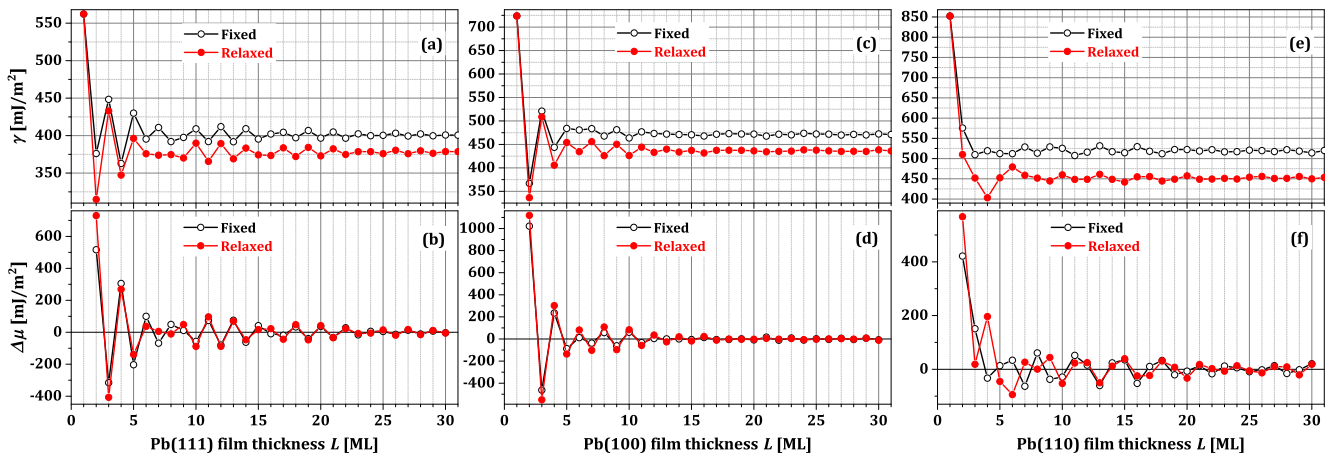 550
500
450
400
350
γ [mJ/m²]
Fixed
Relaxed
(a)
725
700
650
600
550
500
450
400
350
Fixed
Relaxed
(c)
850
800
750
700
650
600
550
500
450
400
Fixed
Relaxed
(e)
600
400
200
0
-200
-400
Δμ [mJ/m²]
Fixed
Relaxed
(b)
0 5 10 15 20 25 30
Pb(111) film thickness L [ML]
1000
800
600
400
200
0
-200
-400
Fixed
Relaxed
(d)
0 5 10 15 20 25 30
Pb(100) film thickness L [ML]
400
200
0
Fixed
Relaxed
(f)
0 5 10 15 20 25 30
Pb(110) film thickness L [ML]